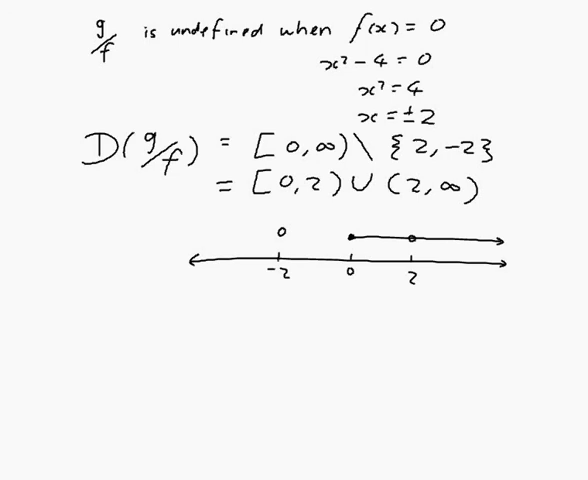 g/f is undefined when f(x) = 0
x² - 4 = 0
x² = 4
x = ±2
D(g/f) = [0,∞) \ {2,-2}
= [0,2) ∪ (2,∞)
-2 0 2